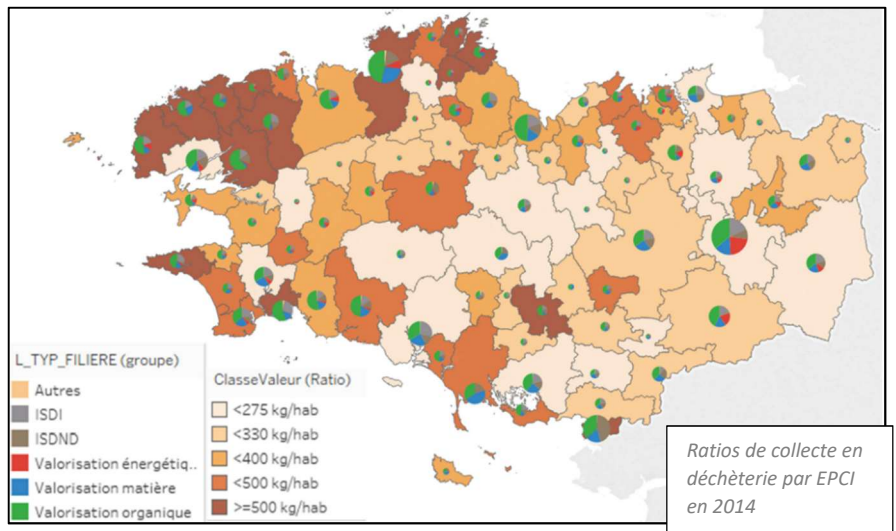 L_TYP_FILIERE (groupe)
Autres
ISDI
ISDND
Valorisation énergétiq..
Valorisation matière
Valorisation organique
ClasseValeur (Ratio)
<275 kg/hab
<330 kg/hab
<400 kg/hab
<500 kg/hab
>=500 kg/hab
Ratios de collecte en
déchèterie par EPCI
en 2014